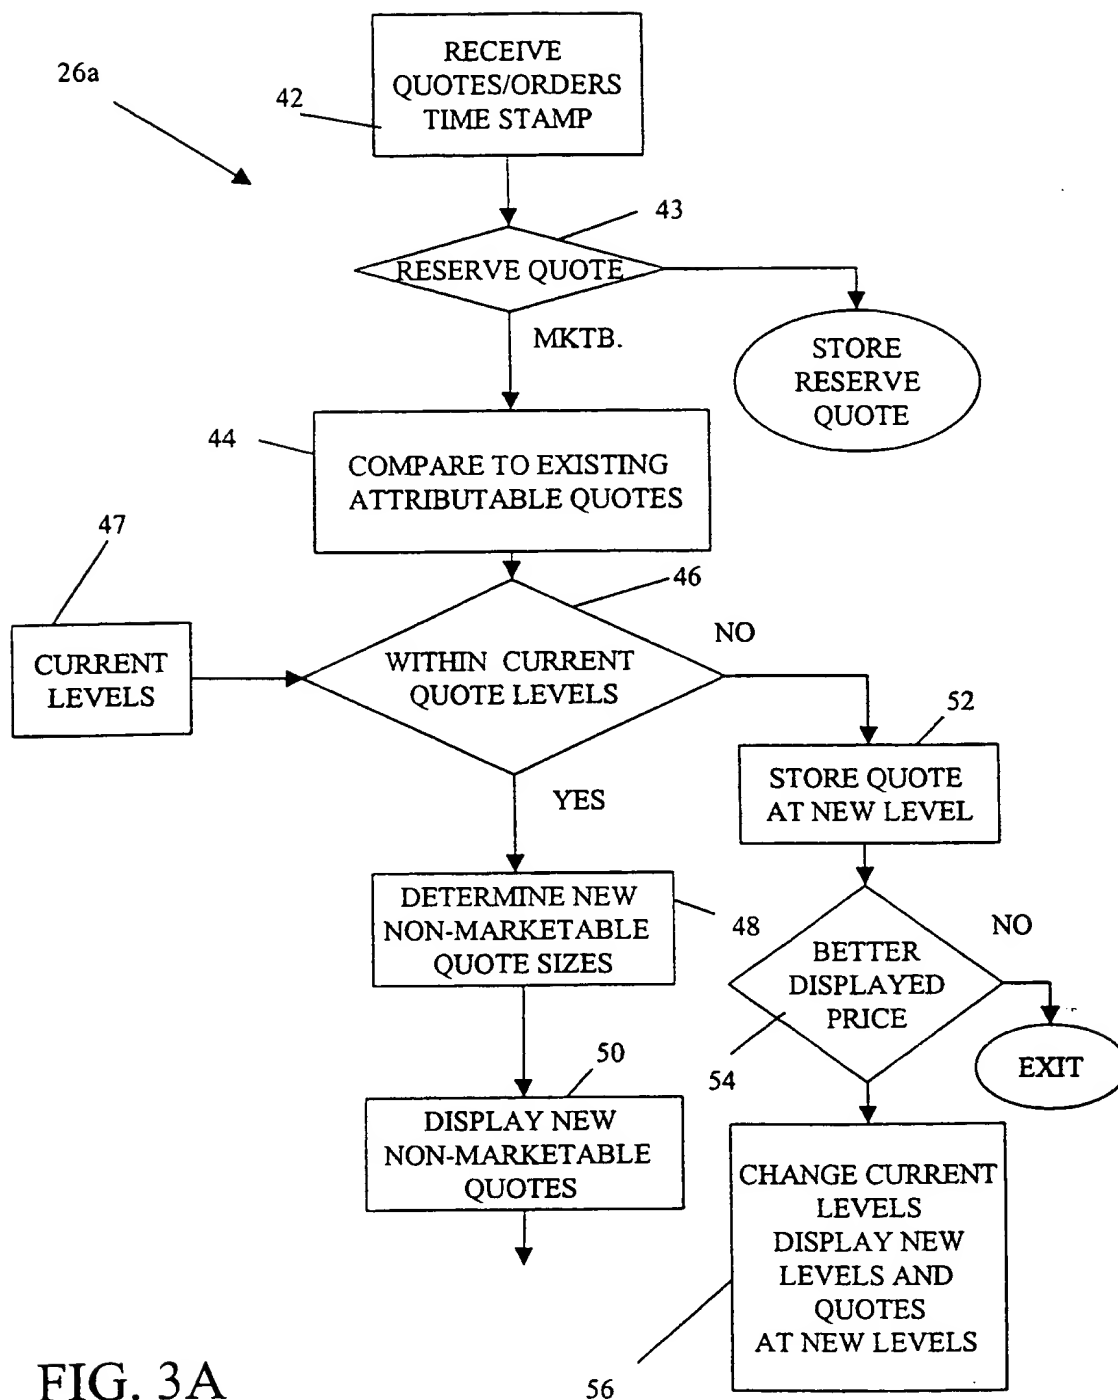 RECEIVE
QUOTES/ORDERS
TIME STAMP
26a
42
43
RESERVE QUOTE
MKTB.
STORE
RESERVE
QUOTE
44
COMPARE TO EXISTING
ATTRIBUTABLE QUOTES
47
46
CURRENT
LEVELS
WITHIN CURRENT
QUOTE LEVELS
NO
52
STORE QUOTE
AT NEW LEVEL
YES
DETERMINE NEW
NON-MARKETABLE
QUOTE SIZES
48
NO
BETTER
DISPLAYED
PRICE
54
EXIT
50
DISPLAY NEW
NON-MARKETABLE
QUOTES
CHANGE CURRENT
LEVELS
DISPLAY NEW
LEVELS AND
QUOTES
AT NEW LEVELS
56
FIG. 3A